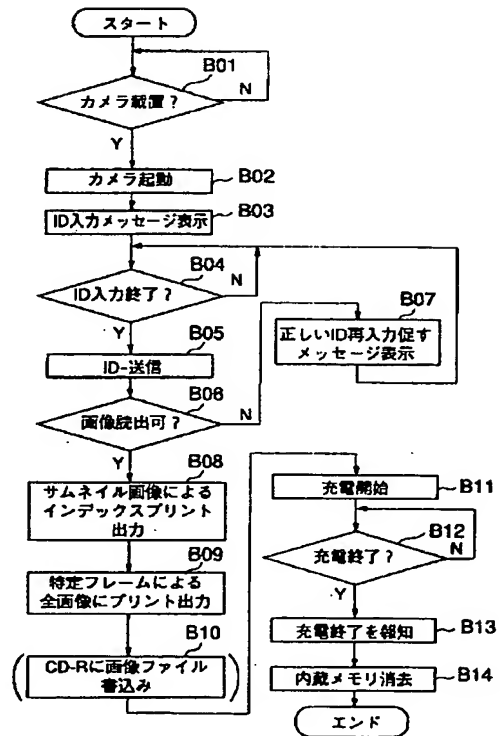 スタート
B01
カメラ載置?
N
Y
カメラ起動
B02
ID入力メッセージ表示
B03
B04
ID入力終了?
N
Y
B05
ID-送信
B06
画像読出可?
N
Y
B07
正しいID再入力促す
メッセージ表示
B08
サムネイル画像による
インデックスプリント
出力
B09
特定フレームによる
全画像にプリント出力
B10
(CD-Rに画像ファイル
書込み)
充電開始
B11
B12
充電終了?
N
Y
充電終了を報知
B13
内蔵メモリ消去
B14
エンド